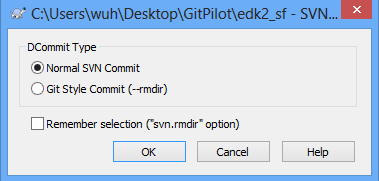 C:\Users\wuh\Desktop\GitPilot\edk2_sf - SVN...
DCommit Type
Normal SVN Commit
Git Style Commit (--rmdir)
Remember selection ("svn.rmdir" option)
OK Cancel Help